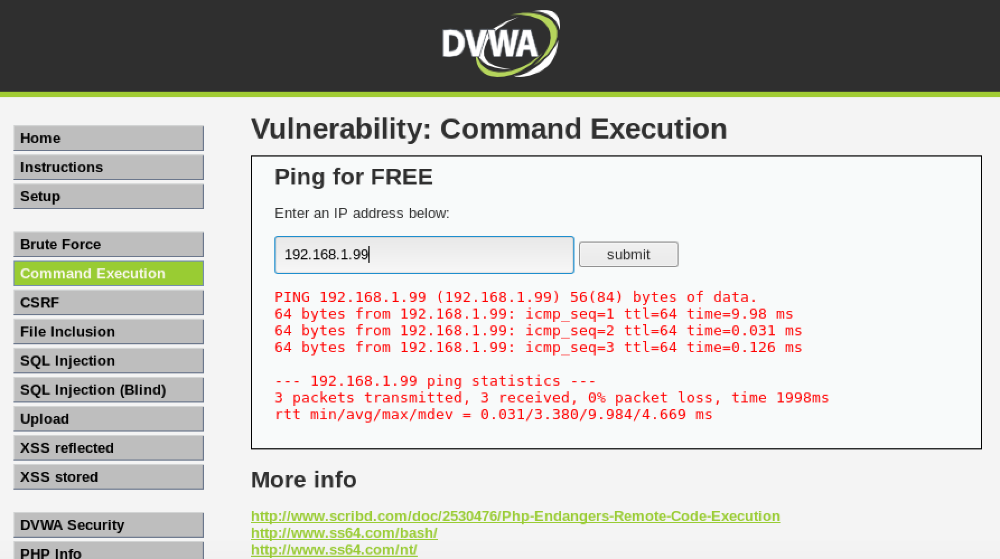 DVWA
Home
Instructions
Setup
Brute Force
Command Execution
CSRF
File Inclusion
SQL Injection
SQL Injection (Blind)
Upload
XSS reflected
XSS stored
DVWA Security
PHP Info
Vulnerability: Command Execution
Ping for FREE
Enter an IP address below:
192.168.1.99 submit
PING 192.168.1.99 (192.168.1.99) 56(84) bytes of data.
64 bytes from 192.168.1.99: icmp_seq=1 ttl=64 time=9.98 ms
64 bytes from 192.168.1.99: icmp_seq=2 ttl=64 time=0.031 ms
64 bytes from 192.168.1.99: icmp_seq=3 ttl=64 time=0.126 ms
--- 192.168.1.99 ping statistics ---
3 packets transmitted, 3 received, 0% packet loss, time 1998ms
rtt min/avg/max/mdev = 0.031/3.380/9.984/4.669 ms
More info
http://www.scribd.com/doc/2530476/Php-Endangers-Remote-Code-Execution
http://www.ss64.com/bash/
http://www.ss64.com/nt/